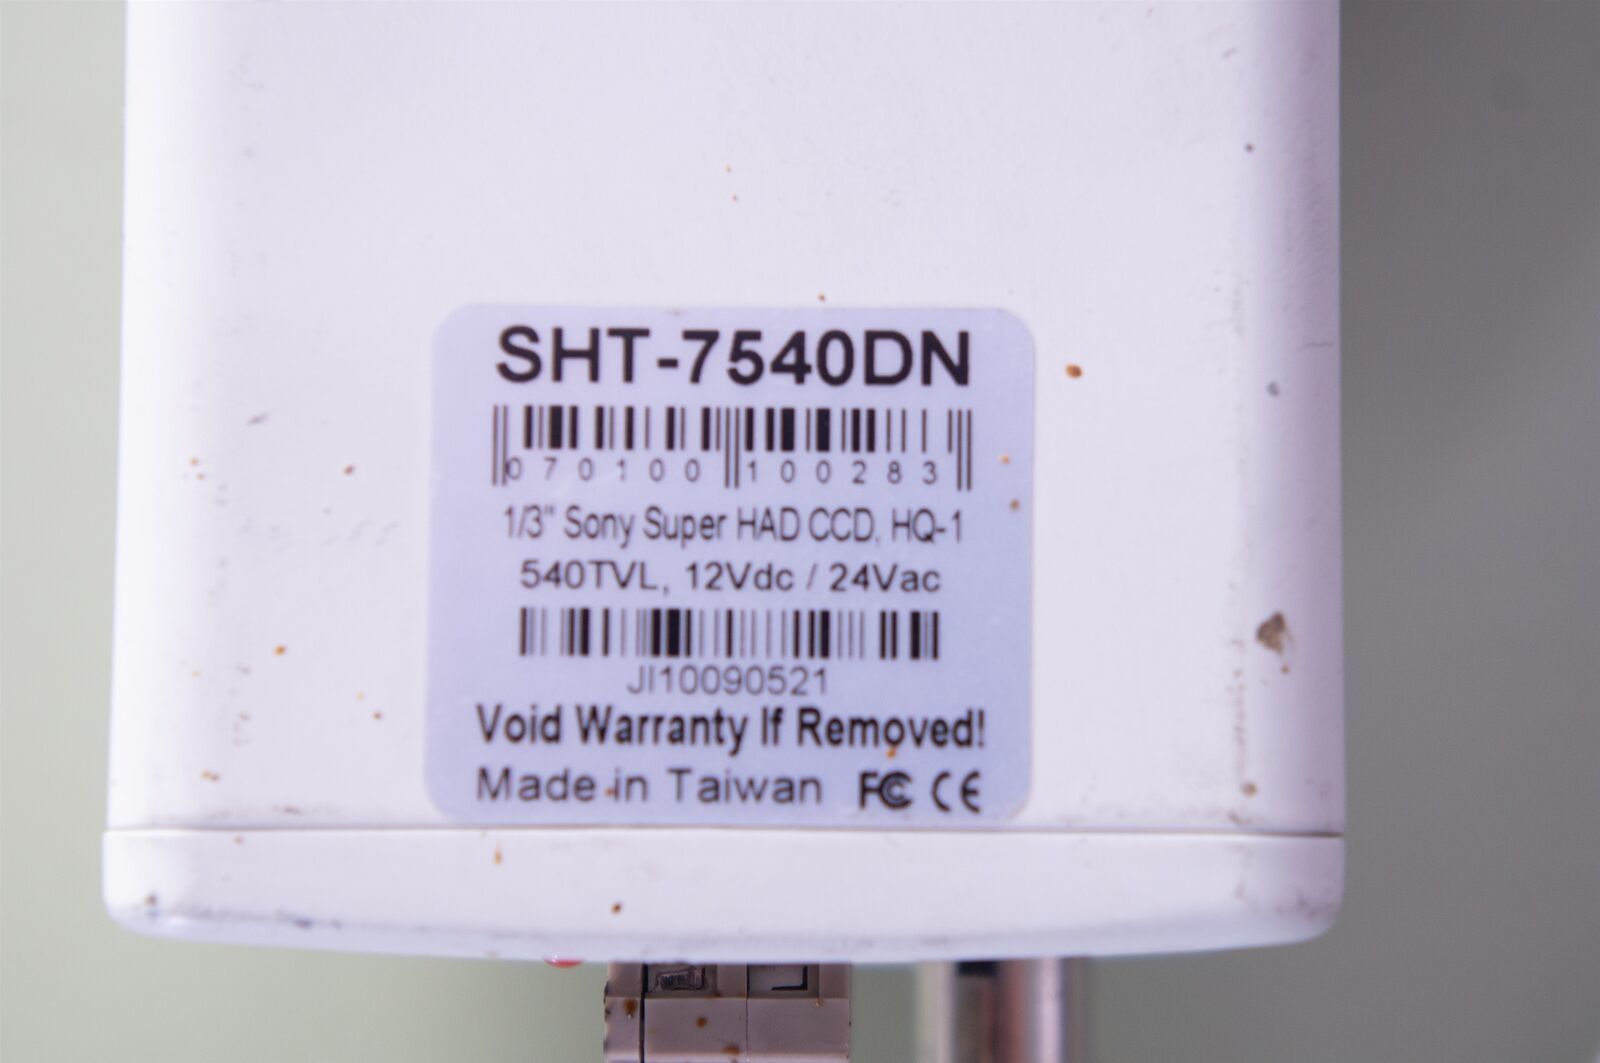 SHT-7540DN
070100 100283
1/3" Sony Super HAD CCD, HQ-1
540TVL, 12Vdc / 24Vac
JI10090521
Void Warranty If Removed!
Made in Taiwan FC CE